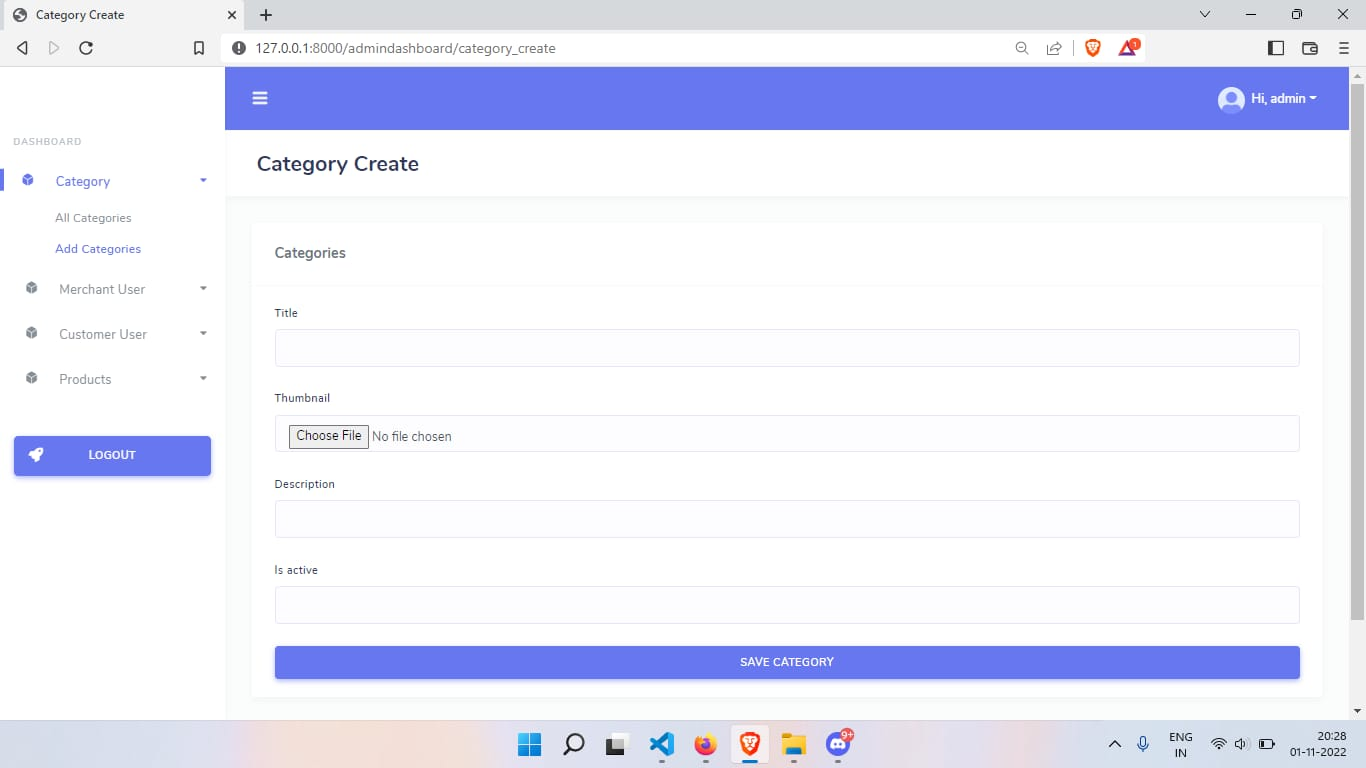 Category Create
127.0.0.1:8000/admindashboard/category_create
1
Hi, admin
DASHBOARD
Category
All Categories
Add Categories
Merchant User
Customer User
Products
LOGOUT
Category Create
Categories
Title
Thumbnail
Choose File No file chosen
Description
Is active
SAVE CATEGORY
9+
ENG
IN
20:28
01-11-2022